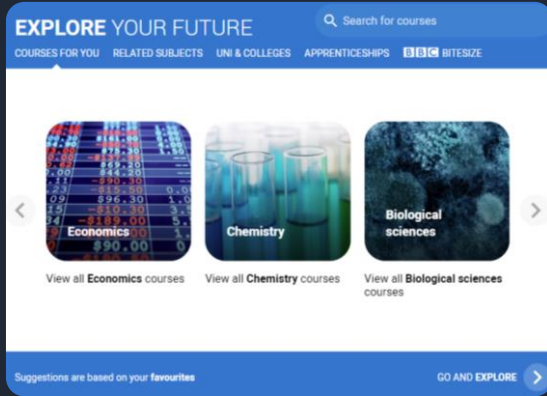 EXPLORE YOUR FUTURE
Search for courses
COURSES FOR YOU RELATED SUBJECTS UNI & COLLEGES APPRENTICESHIPS BBC BITESIZE
Economics
Chemistry
Biological
sciences
View all Economics courses
View all Chemistry courses
View all Biological sciences
courses
Suggestions are based on your favourites
GO AND EXPLORE